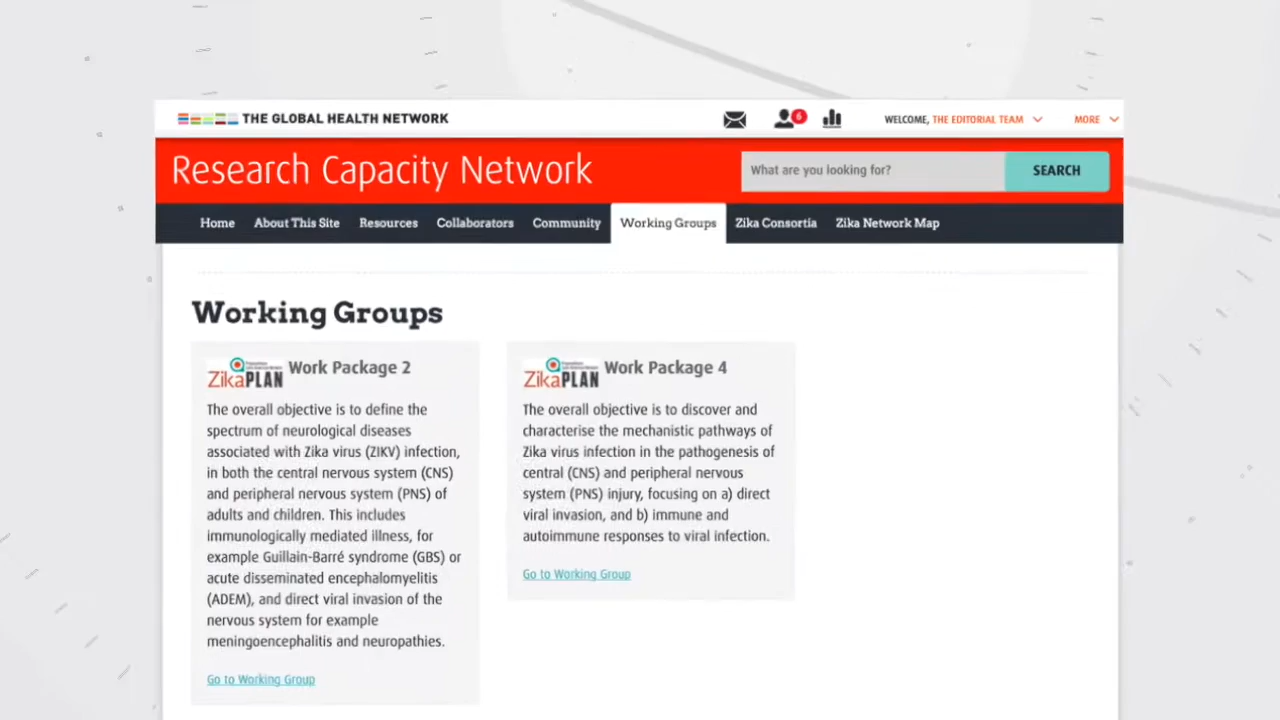 THE GLOBAL HEALTH NETWORK
6
WELCOME, THE EDITORIAL TEAM
MORE
Research Capacity Network
What are you looking for?
SEARCH
Home
About This Site
Resources
Collaborators
Community
Working Groups
Zika Consortia
Zika Network Map
Working Groups
ZikaPLAN
Work Package 2
The overall objective is to define the
spectrum of neurological diseases
associated with Zika virus (ZIKV) infection,
in both the central nervous system (CNS)
and peripheral nervous system (PNS) of
adults and children. This includes
immunologically mediated illness, for
example Guillain-Barré syndrome (GBS) or
acute disseminated encephalomyelitis
(ADEM), and direct viral invasion of the
nervous system for example
meningoencephalitis and neuropathies.
Go to Working Group
ZikaPLAN
Work Package 4
The overall objective is to discover and
characterise the mechanistic pathways of
Zika virus infection in the pathogenesis of
central (CNS) and peripheral nervous
system (PNS) injury, focusing on a) direct
viral invasion, and b) immune and
autoimmune responses to viral infection.
Go to Working Group